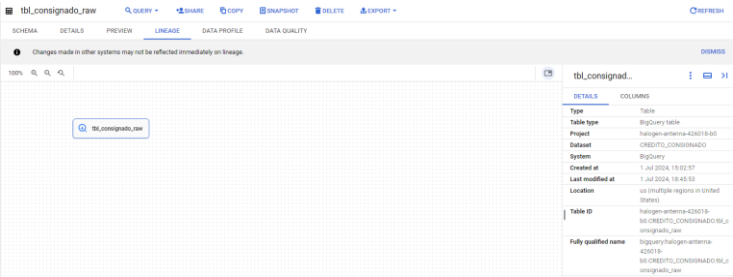 tbl_consignado_raw QUERY SHARE COPY SNAPSHOT DELETE EXPORT REFRESH
SCHEMA DETAILS PREVIEW LINEAGE DATA PROFILE DATA QUALITY
Changes made in other systems may not be reflected immediately on lineage. DISMISS
100%
tbl_consignad...
DETAILS COLUMNS
tbl_consignado_raw
Type Table
Table type BigQuery table
Project halogen-antenna-426018-b0
Dataset CREDITO_CONSIGNADO
System BigQuery
Created at 1 Jul 2024, 15:02:57
Last modified at 1 Jul 2024, 18:45:53
Location us (multiple regions in United
States)
Table ID halogen-antenna-426018-
b0:CREDITO_CONSIGNADO.tbl_c
onsignado_raw
Fully qualified name bigquery:halogen-antenna-
426018-
b0.CREDITO_CONSIGNADO.tbl_c
onsignado_raw